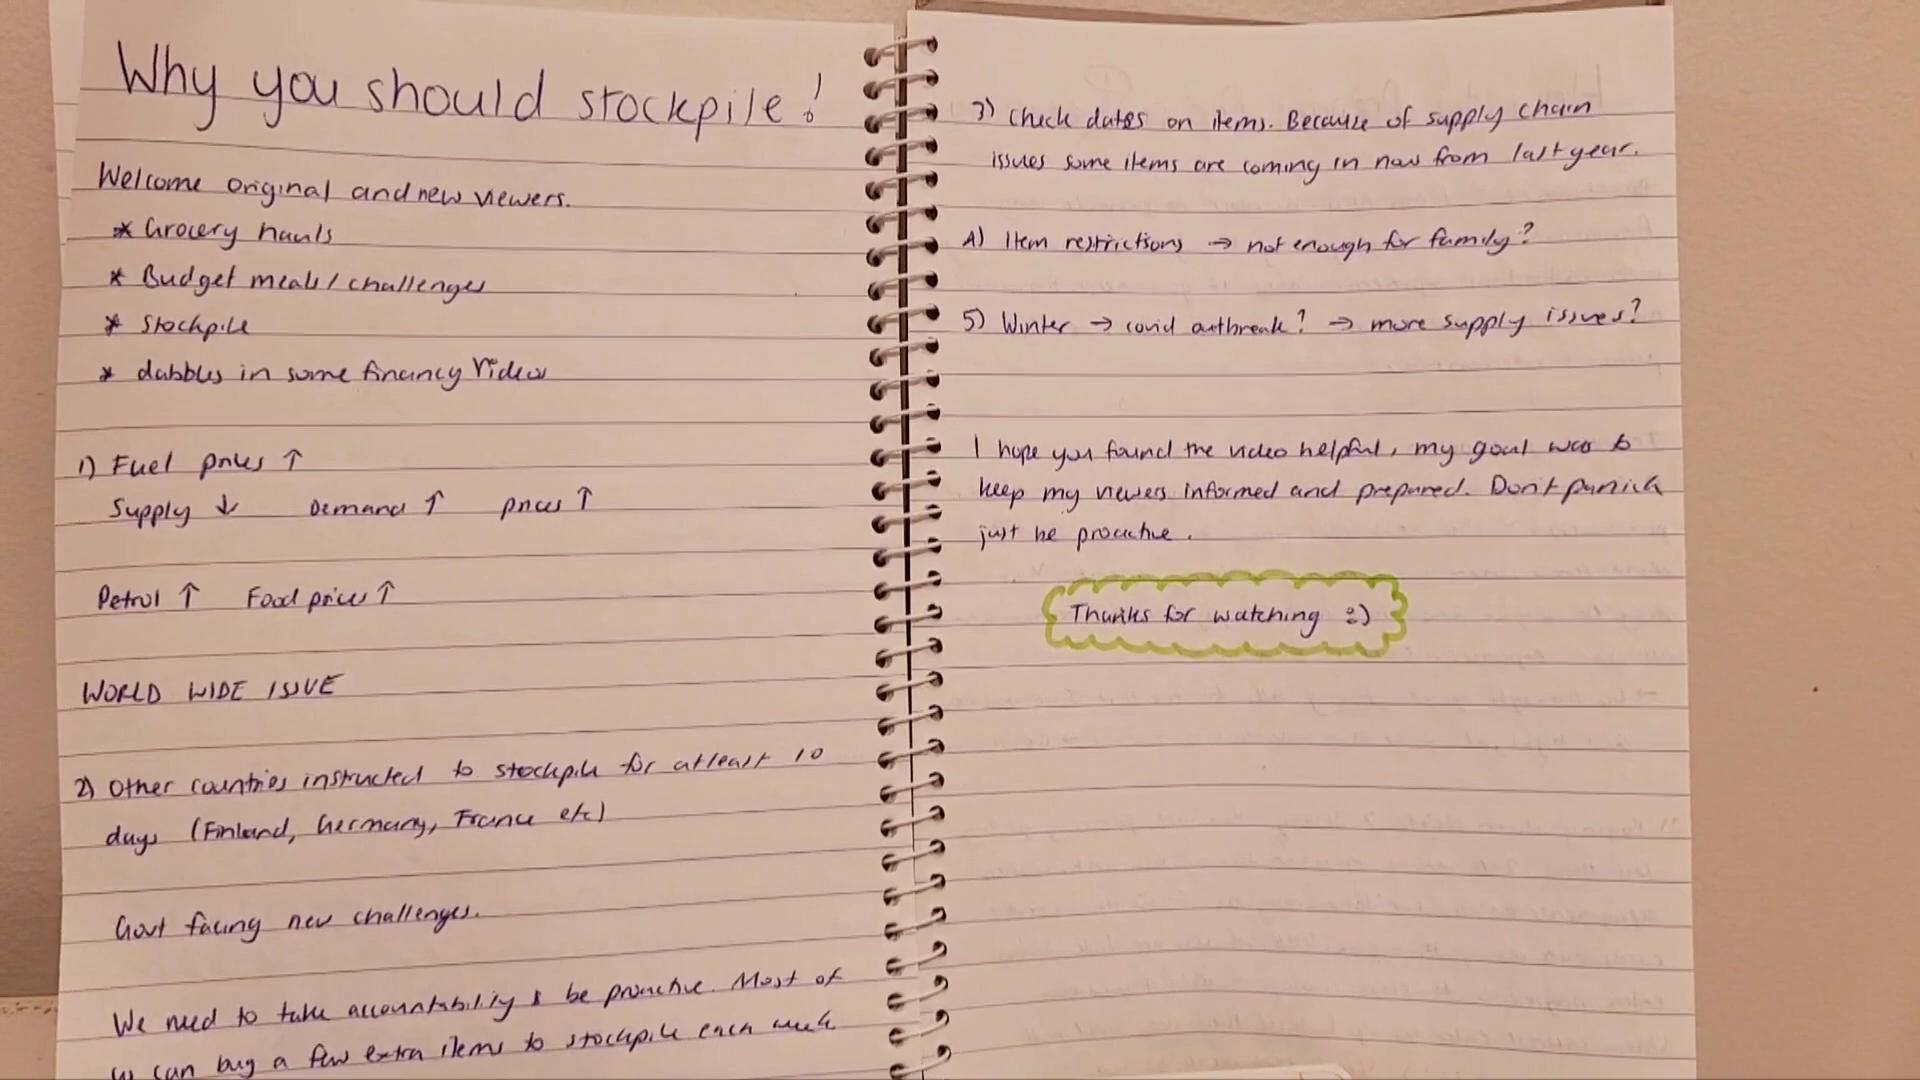 Why you should stockpile!
Welcome original and new viewers.
* Grocery hauls
* Budget meals / challenges
* Stockpile
* dabbles in some financy videos
1) Fuel prices ↑
Supply ↓ Demand ↑ prices ↑
Petrol ↑ Food prices ↑
WORLD WIDE ISSUE
2) Other countries instructed to stockpile for atleast 10
days (Finland, Germany, France etc)
Govt facing new challenges.
We need to take accountability & be proactive. Most of
us can buy a few extra items to stockpile each week
3) Check dates on items. Because of supply chain
issues some items are coming in now from last year.
4) Item restrictions → not enough for family?
5) Winter → covid outbreak? → more supply issues?
I hope you found the video helpful, my goal was to
keep my viewers informed and prepared. Don't panick
just be proactive.
Thanks for watching :)